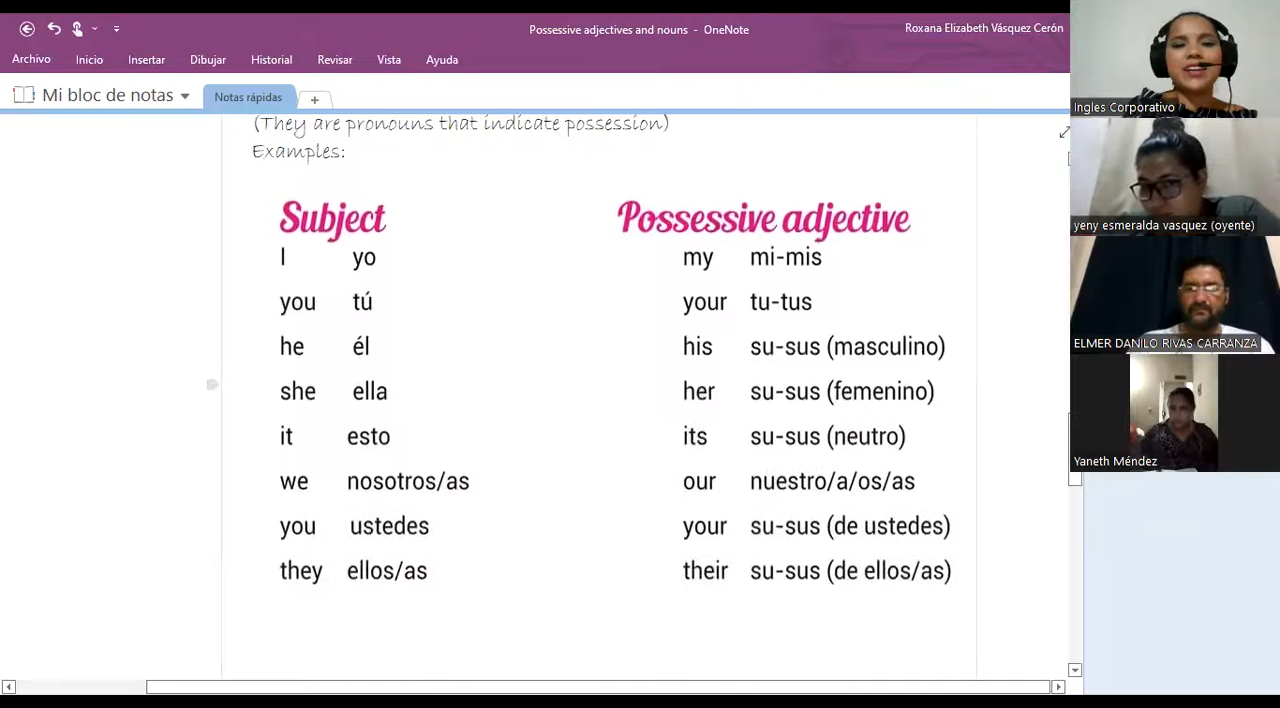 Possessive adjectives and nouns - OneNote
Roxana Elizabeth Vásquez Cerón
Archivo Inicio Insertar Dibujar Historial Revisar Vista Ayuda
Mi bloc de notas Notas rápidas +
(They are pronouns that indicate possession)
Examples:
Subject Possessive adjective
I yo my mi-mis
you tú your tu-tus
he él his su-sus (masculino)
she ella her su-sus (femenino)
it esto its su-sus (neutro)
we nosotros/as our nuestro/a/os/as
you ustedes your su-sus (de ustedes)
they ellos/as their su-sus (de ellos/as)
Ingles Corporativo
yeny esmeralda vasquez (oyente)
ELMER DANILO RIVAS CARRANZA
Yaneth Méndez